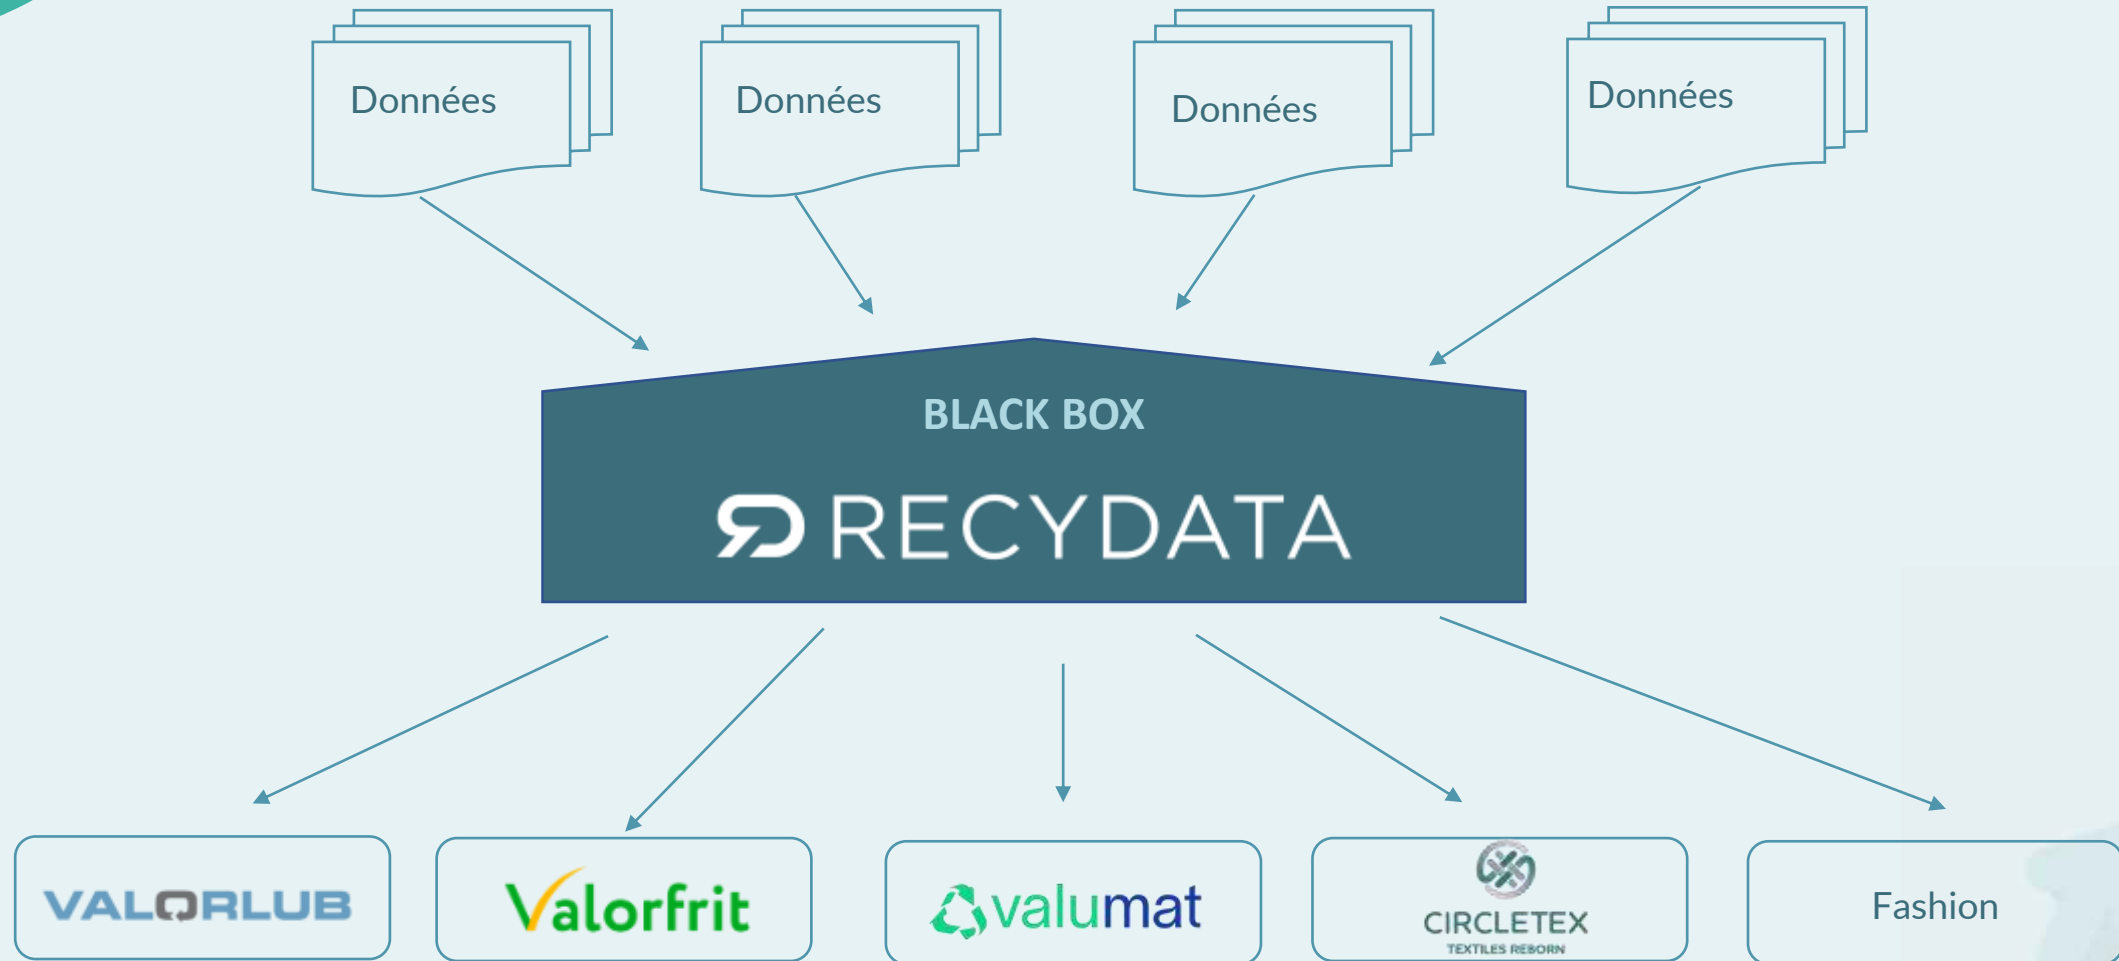 Données
Données
Données
Données
BLACK BOX
RECYDATA
VALORLUB
Valorfrit
valumat
CIRCLETEX
TEXTILES REBORN
Fashion